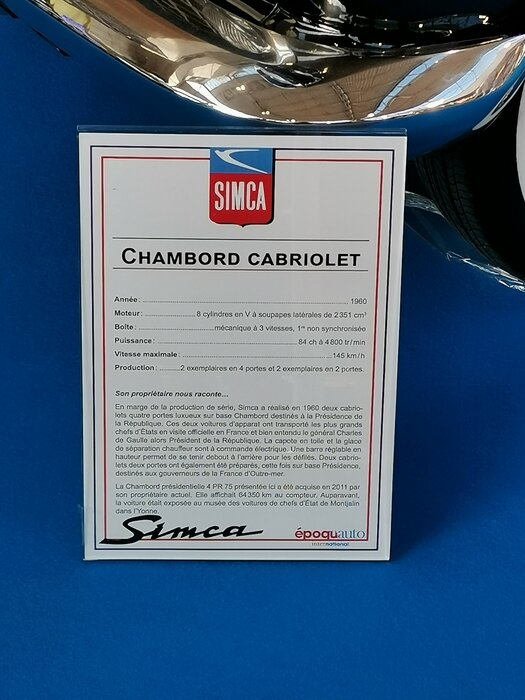 SIMCA
CHAMBORD CABRIOLET
Année : 1960
Moteur : 8 cylindres en V à soupapes latérales de 2 351 cm³
Boîte : mécanique à 3 vitesses, 1re non synchronisée
Puissance : 84 ch à 4 800 tr/min
Vitesse maximale : 145 km/h
Production : 2 exemplaires en 4 portes et 2 exemplaires en 2 portes.
Son propriétaire nous raconte...
En marge de la production de série, Simca a réalisé en 1960 deux cabrio-
lets quatre portes luxueux sur base Chambord destinés à la Présidence de
la République. Ces deux voitures d'apparat ont transporté les plus grands
chefs d'États en visite officielle en France et bien entendu le général Charles
de Gaulle alors Président de la République. La capote en toile et la glace
de séparation chauffeur sont à commande électrique. Une barre réglable en
hauteur permet de se tenir debout à l'arrière pour les défilés. Deux cabrio-
lets deux portes ont également été préparés, cette fois sur base Présidence,
destinés aux gouverneurs de la France d'Outre-mer.
La Chambord présidentielle 4 PR 75 présentée ici a été acquise en 2011 par
son propriétaire actuel. Elle affichait 64 350 km au compteur. Auparavant,
la voiture était exposée au musée des voitures de chefs d'État de Montjalin
dans l'Yonne.
Simca
époquauto
international